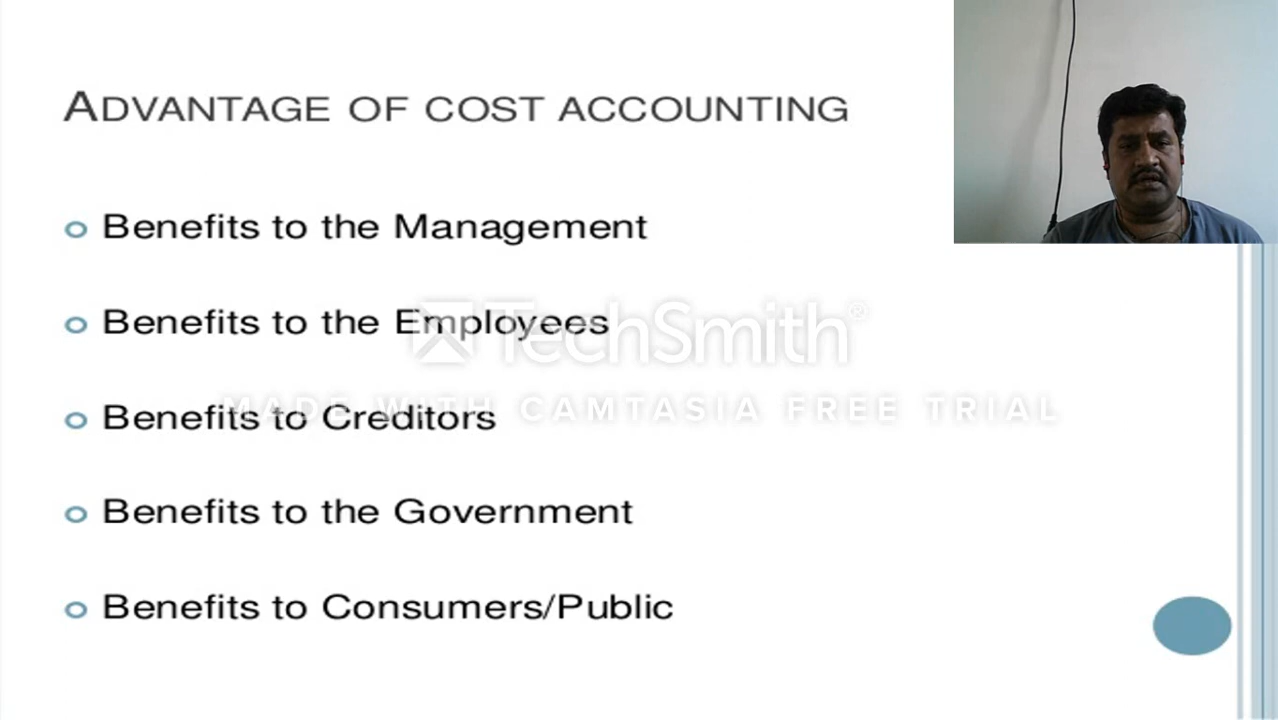 ADVANTAGE OF COST ACCOUNTING
Benefits to the Management
Benefits to the Employees
TechSmith®
MADE WITH CAMTASIA FREE TRIAL
Benefits to Creditors
Benefits to the Government
Benefits to Consumers/Public